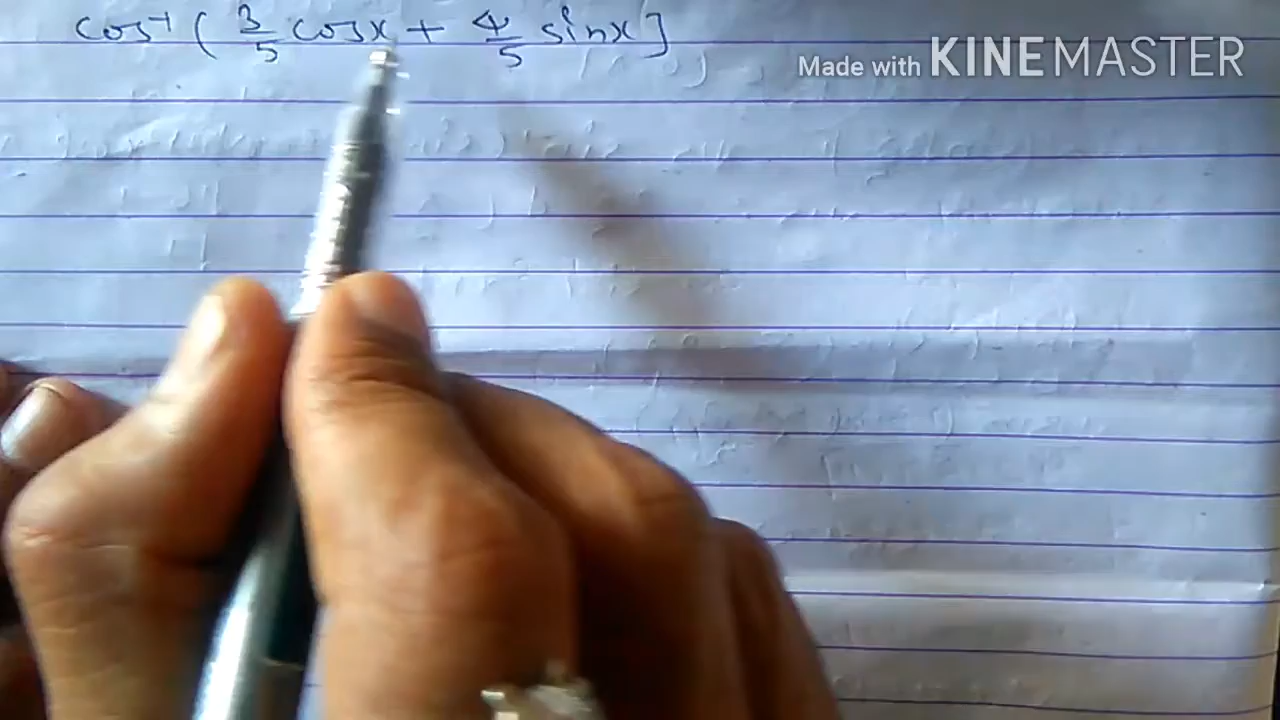 cos⁻¹ ( 3/5 cosx + 4/5 sinx ]
Made with KINEMASTER